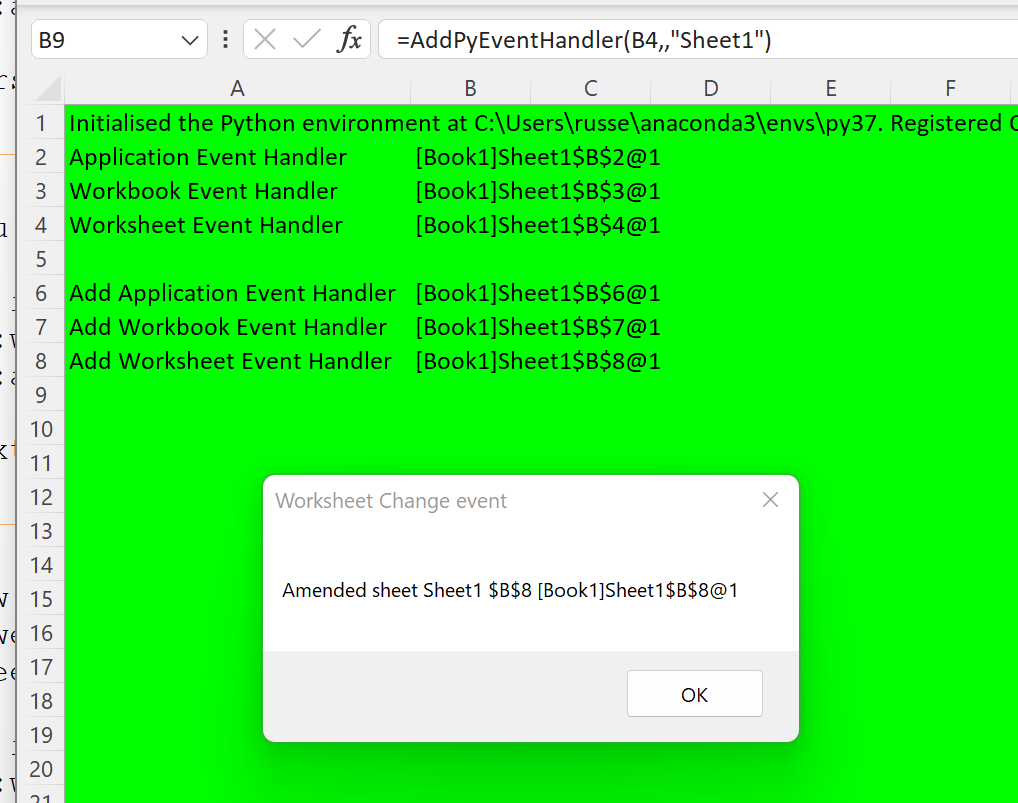 B9 fx =AddPyEventHandler(B4,,"Sheet1")
A B C D E F
1 Initialised the Python environment at C:\Users\russe\anaconda3\envs\py37. Registered
2 Application Event Handler [Book1]Sheet1$B$2@1
3 Workbook Event Handler [Book1]Sheet1$B$3@1
4 Worksheet Event Handler [Book1]Sheet1$B$4@1
5
6 Add Application Event Handler [Book1]Sheet1$B$6@1
7 Add Workbook Event Handler [Book1]Sheet1$B$7@1
8 Add Worksheet Event Handler [Book1]Sheet1$B$8@1
9
10
11
12
Worksheet Change event
13
14
15
Amended sheet Sheet1 $B$8 [Book1]Sheet1$B$8@1
16
17
18
OK
19
20
21